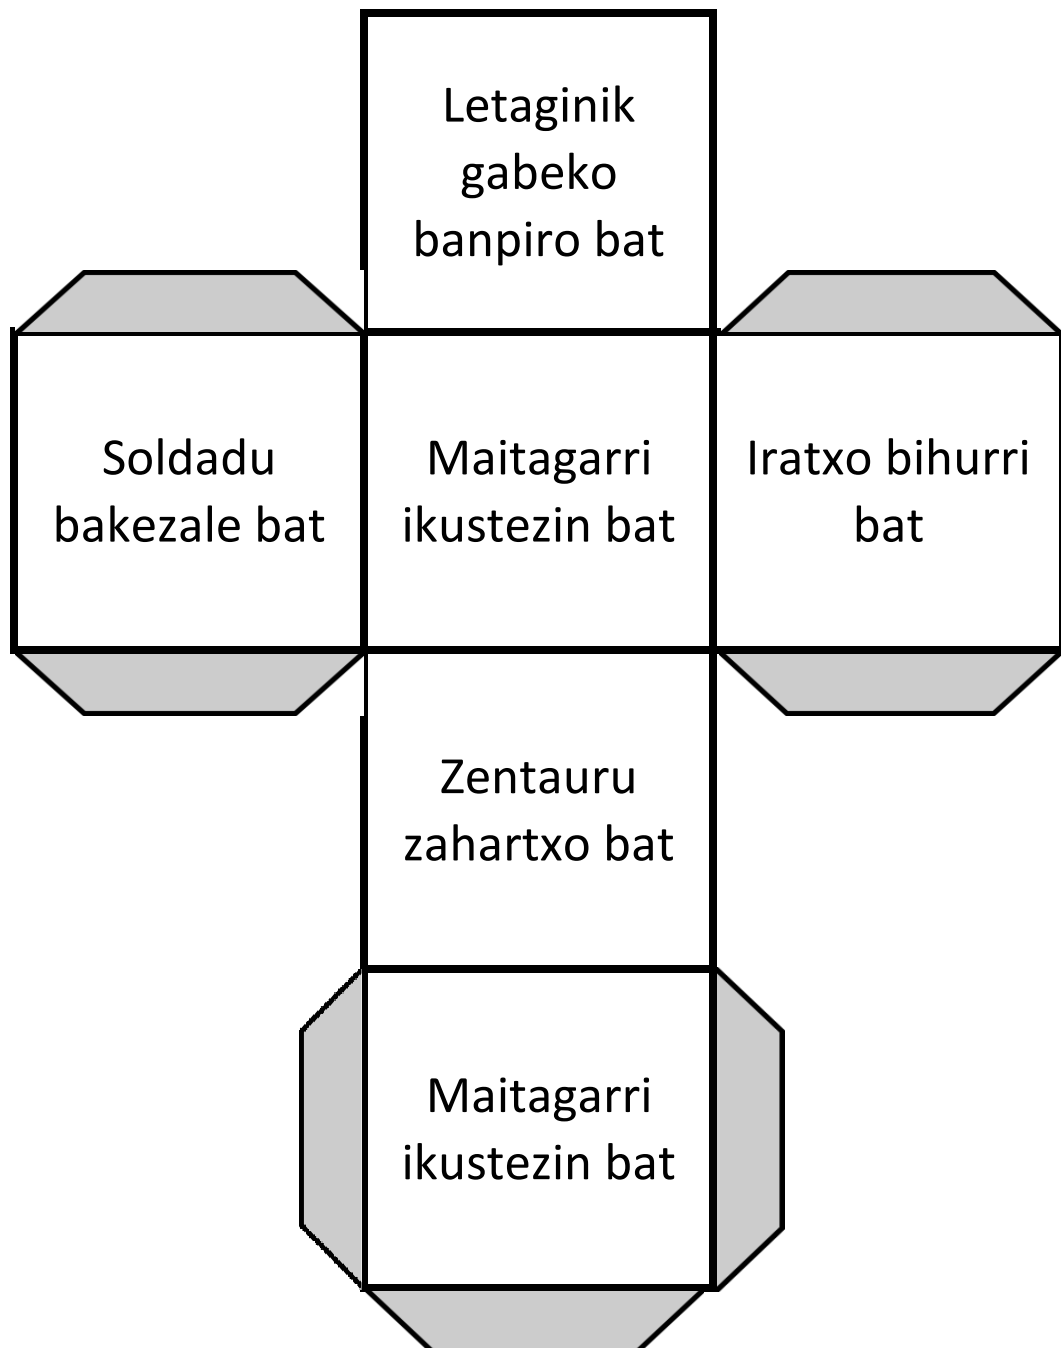 Letaginik
gabeko
banpiro bat
Soldadu
bakezale bat
Maitagarri
ikustezin bat
Iratxo bihurri
bat
Zentauru
zahartxo bat
Maitagarri
ikustezin bat